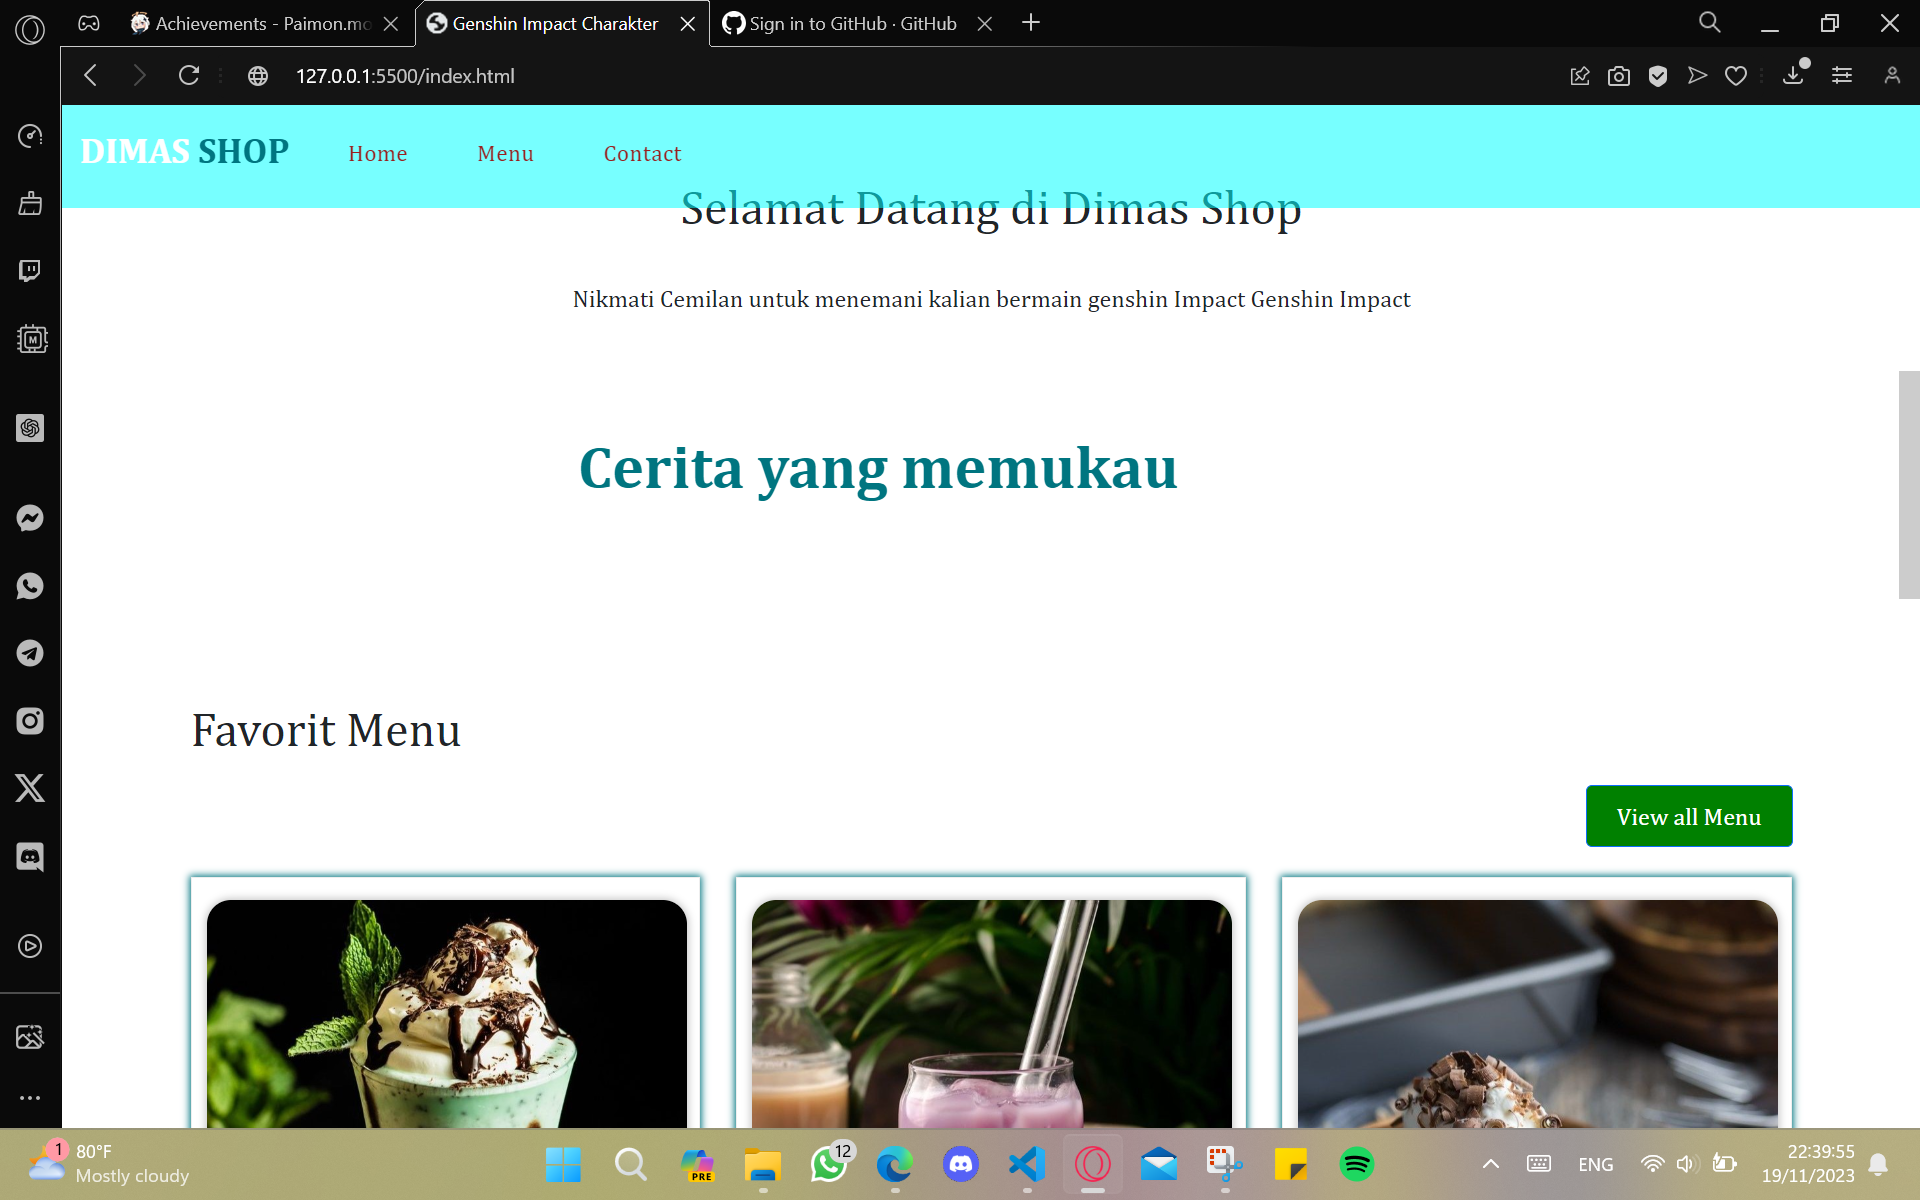 Achievements - Paimon.mo
Genshin Impact Charakter
Sign in to GitHub · GitHub
127.0.0.1:5500/index.html
DIMAS SHOP
Home
Menu
Contact
Selamat Datang di Dimas Shop
Nikmati Cemilan untuk menemani kalian bermain genshin Impact Genshin Impact
Cerita yang memukau
Favorit Menu
View all Menu
M
1
80°F
Mostly cloudy
PRE
12
ENG
22:39:55
19/11/2023